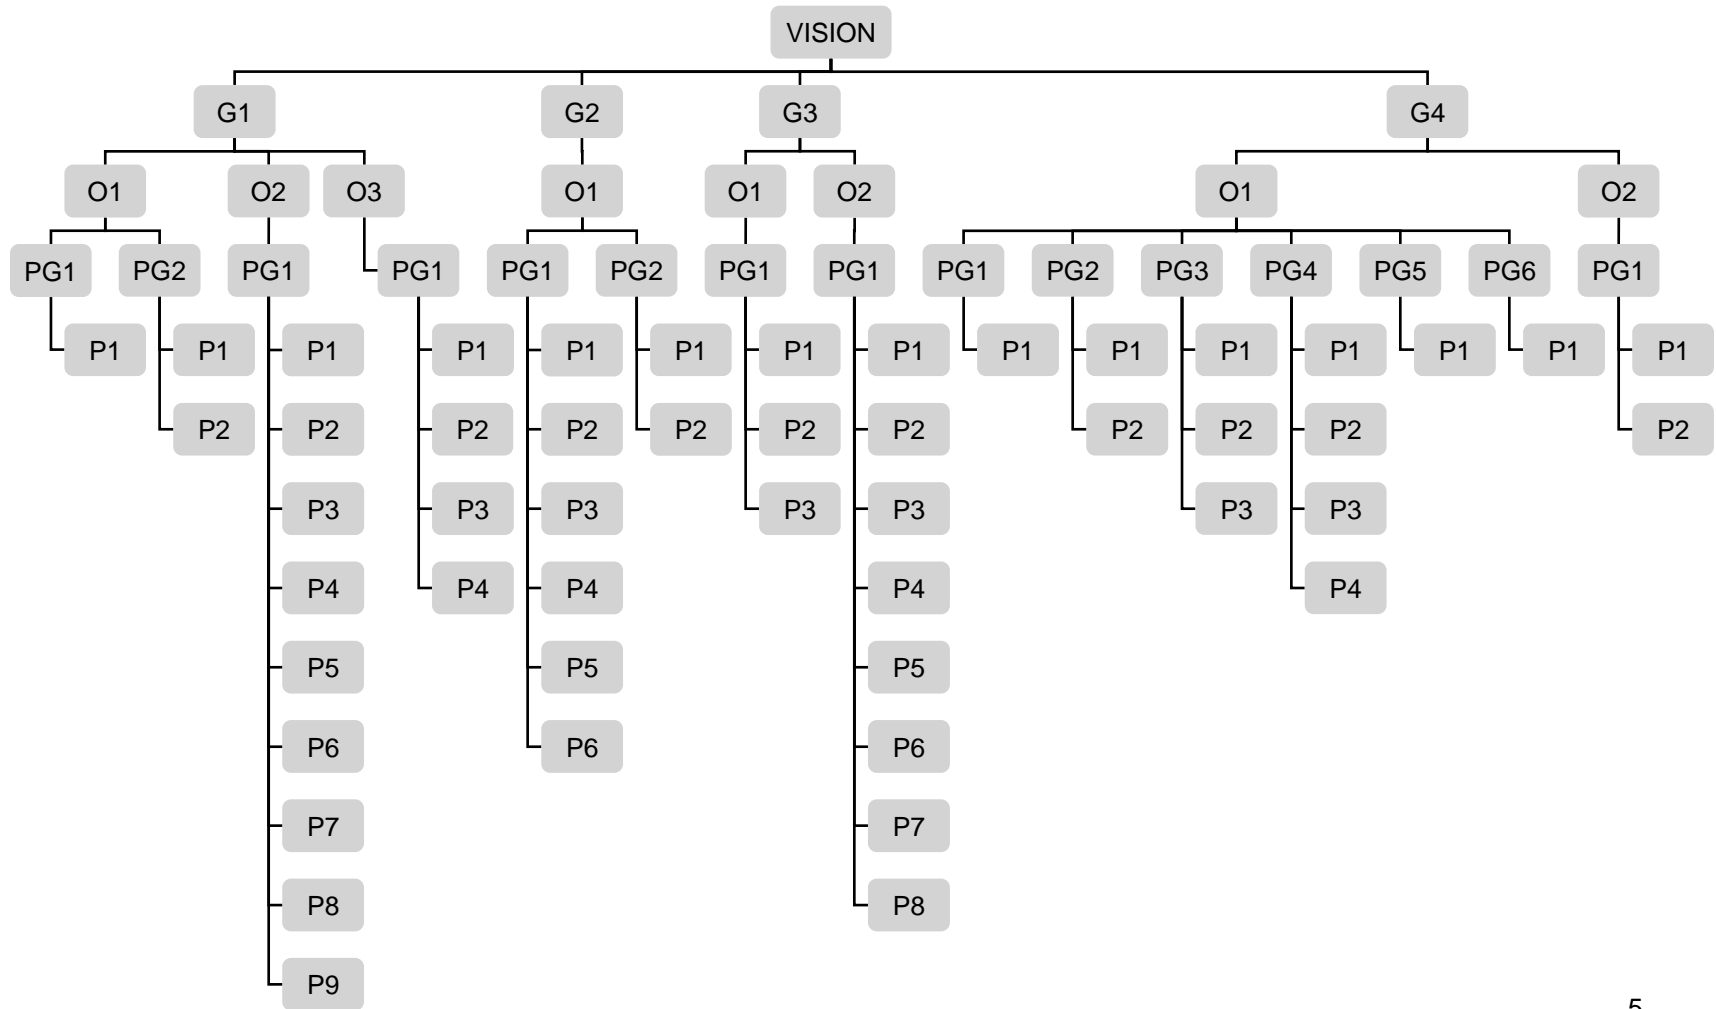 VISION
G1 G2 G3 G4
O1 O2 O3 O1 O1 O2 O1 O2
PG1 PG2 PG1 PG1 PG1 PG2 PG1 PG1 PG1 PG2 PG3 PG4 PG5 PG6 PG1
P1 P1 P1 P1 P1 P1 P1 P1 P1 P1 P1 P1 P1 P1 P1
P2 P2 P2 P2 P2 P2 P2 P2 P2 P2 P2
P3 P3 P3 P3 P3 P3 P3
P4 P4 P4 P4 P4
P5 P5 P5
P6 P6 P6
P7 P7
P8 P8
P9
5